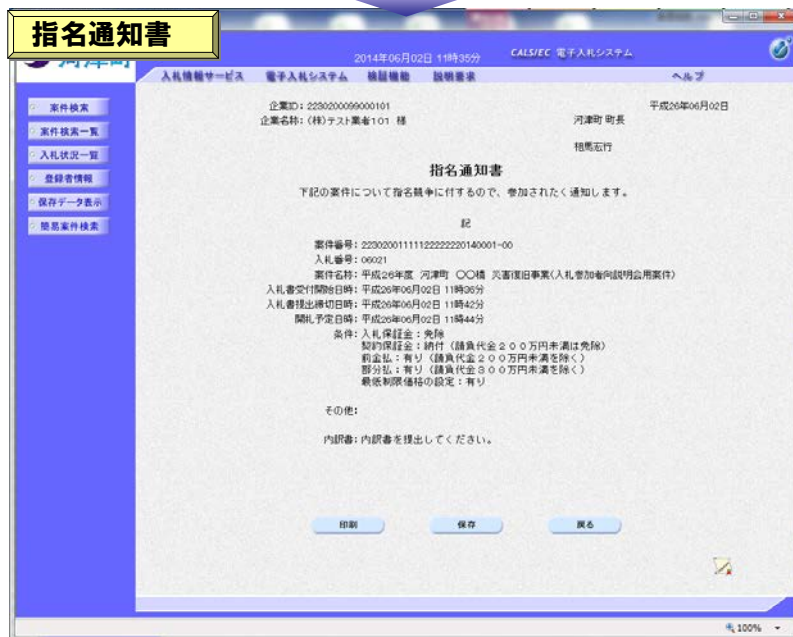 指名通知書
2014年06月02日 11時35分
CALS/EC 電子入札システム
入札情報サービス 電子入札システム 検証機能 説明要求 ヘルプ
案件検索
案件検索一覧
入札状況一覧
登録者情報
保存データ表示
簡易案件検索
企業ID：2230200099000101
企業名称：(株)テスト業者101 様
平成26年06月02日
河津町 町長
相馬宏行
指名通知書
下記の案件について指名競争に付するので、参加されたく通知します。
記
入札番号：06021
案件名称：平成26年度 河津町 〇〇橋 災害復旧事業(入札参加者向説明会用案件)
入札書受付開始日時：平成26年06月02日 11時36分
入札書提出締切日時：平成26年06月02日 11時42分
開札予定日時：平成26年06月02日 11時44分
条件：入札保証金：免除
契約保証金：納付（請負代金２００万円未満は免除）
前金払：有り（請負代金２００万円未満を除く）
部分払：有り（請負代金３００万円未満を除く）
最低制限価格の設定：有り
その他：
内訳書：内訳書を提出してください。
印刷
保存
戻る
100%